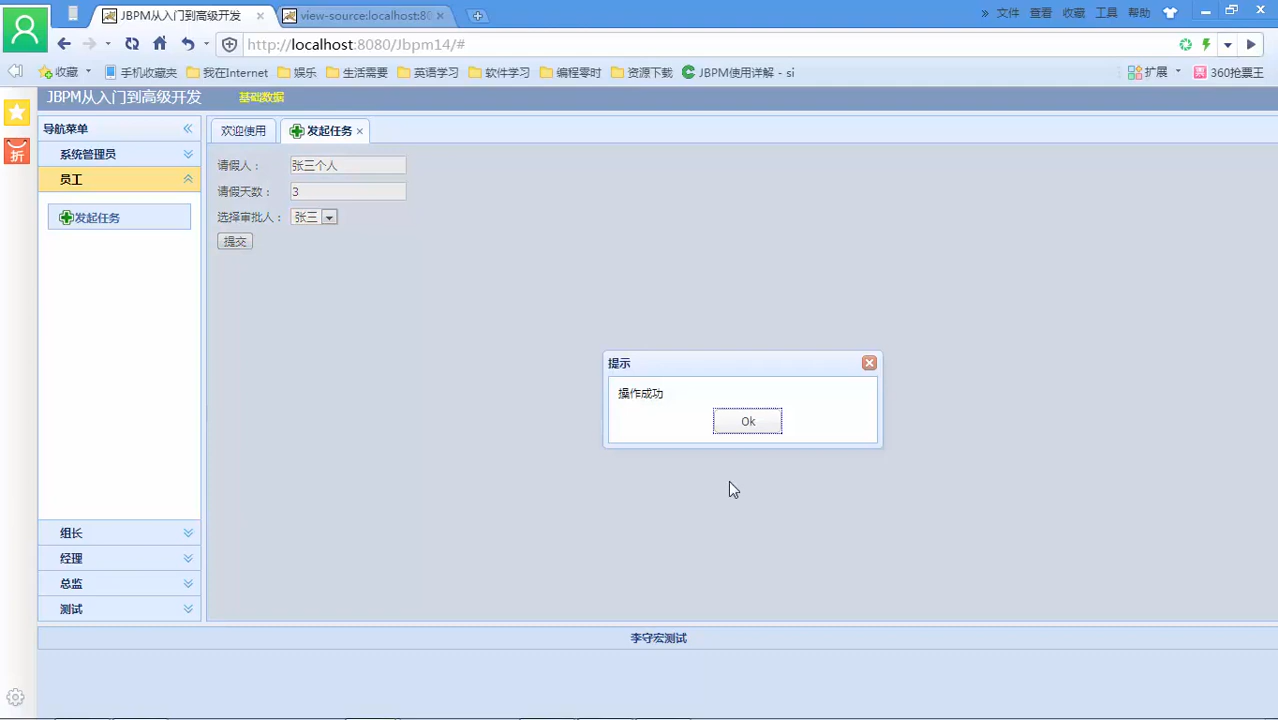 JBPM从入门到高级开发 × view-source:localhost:80 ×
» 文件 查看 收藏 工具 帮助
http://localhost:8080/Jbpm14/#
收藏 手机收藏夹 我在Internet 娱乐 生活需要 英语学习 软件学习 编程零时 资源下载 JBPM使用详解 - si 扩展 360抢票王
折
JBPM从入门到高级开发 基础数据
导航菜单
系统管理员
员工
发起任务
组长
经理
总监
测试
欢迎使用 发起任务 ×
请假人： 张三个人
请假天数： 3
选择审批人： 张三
提交
提示
操作成功
Ok
李守宏测试